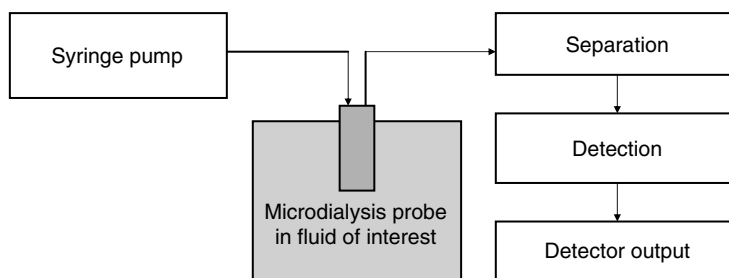 Syringe pump
Separation
Microdialysis probe
in fluid of interest
Detection
Detector output